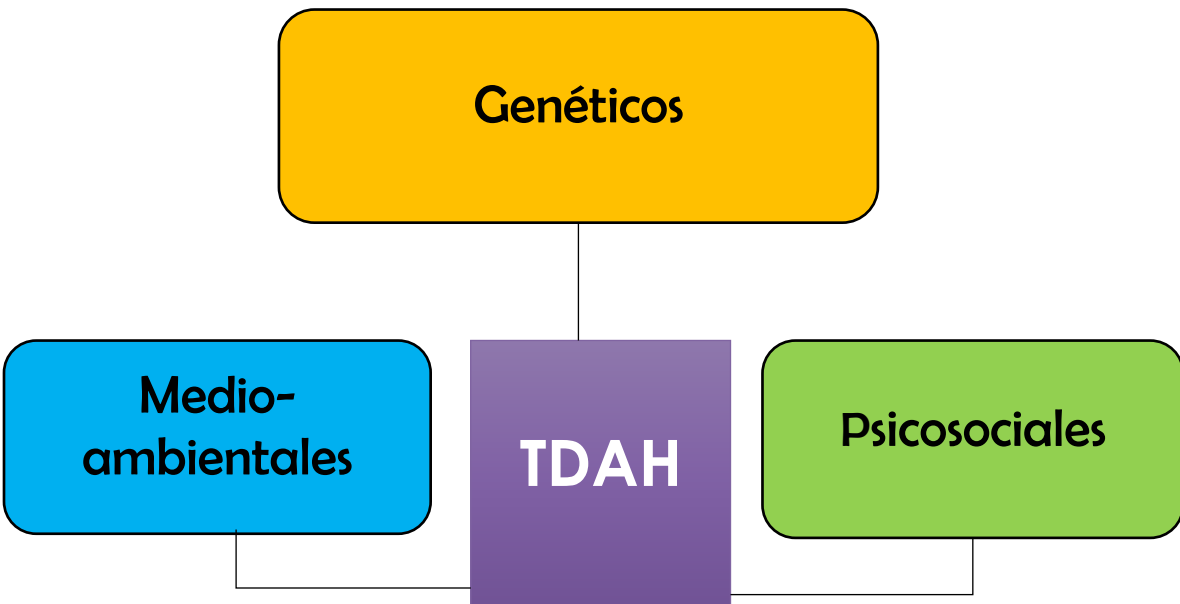 Genéticos
Medio-
ambientales
TDAH
Psicosociales